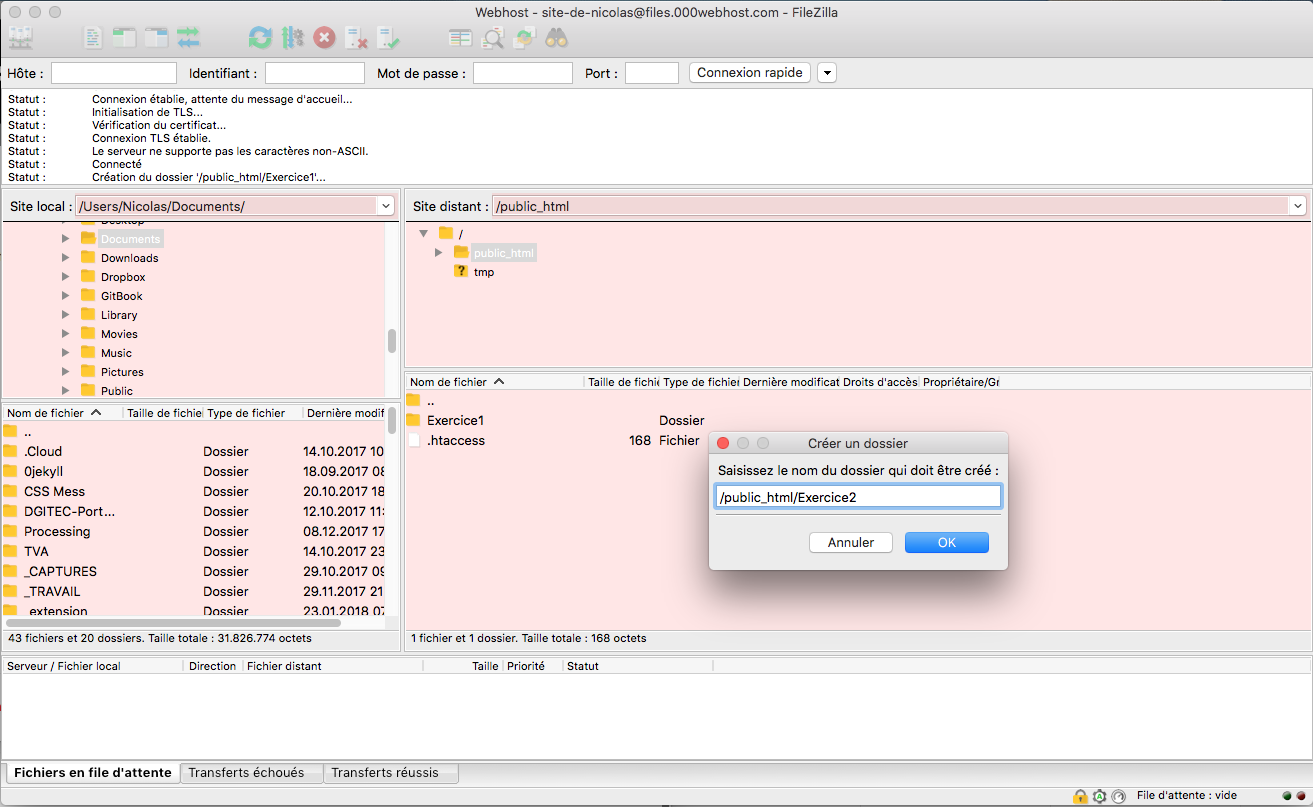 Webhost - site-de-nicolas@files.000webhost.com - FileZilla
Hôte : Identifiant : Mot de passe : Port : Connexion rapide
Statut : Connexion établie, attente du message d'accueil...
Statut : Initialisation de TLS...
Statut : Vérification du certificat...
Statut : Connexion TLS établie.
Statut : Le serveur ne supporte pas les caractères non-ASCII.
Statut : Connecté
Statut : Création du dossier '/public_html/Exercice1'...
Site local : /Users/Nicolas/Documents/
Desktop
Documents
Downloads
Dropbox
GitBook
Library
Movies
Music
Pictures
Public
Nom de fichier Taille de fichie Type de fichier Dernière modif
..
.Cloud Dossier 14.10.2017 10
0jekyll Dossier 18.09.2017 08
CSS Mess Dossier 20.10.2017 18
DGITEC-Port... Dossier 12.10.2017 11:
Processing Dossier 08.12.2017 17
TVA Dossier 14.10.2017 23
_CAPTURES Dossier 29.10.2017 09
_TRAVAIL Dossier 29.11.2017 21
_extension Dossier 23.01.2018 07
43 fichiers et 20 dossiers. Taille totale : 31.826.774 octets
Site distant : /public_html
/
public_html
? tmp
Nom de fichier Taille de fichi Type de fichier Dernière modificat Droits d'accès Propriétaire/Gr
..
Exercice1 Dossier
.htaccess 168 Fichier
1 fichier et 1 dossier. Taille totale : 168 octets
Créer un dossier
Saisissez le nom du dossier qui doit être créé :
/public_html/Exercice2
Annuler OK
Serveur / Fichier local Direction Fichier distant Taille Priorité Statut
Fichiers en file d'attente Transferts échoués Transferts réussis
File d'attente : vide